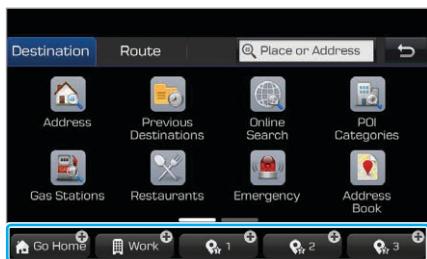 Destination Route Place or Address
Address Previous Destinations Online Search POI Categories
Gas Stations Restaurants Emergency Address Book
Go Home Work 1 2 3